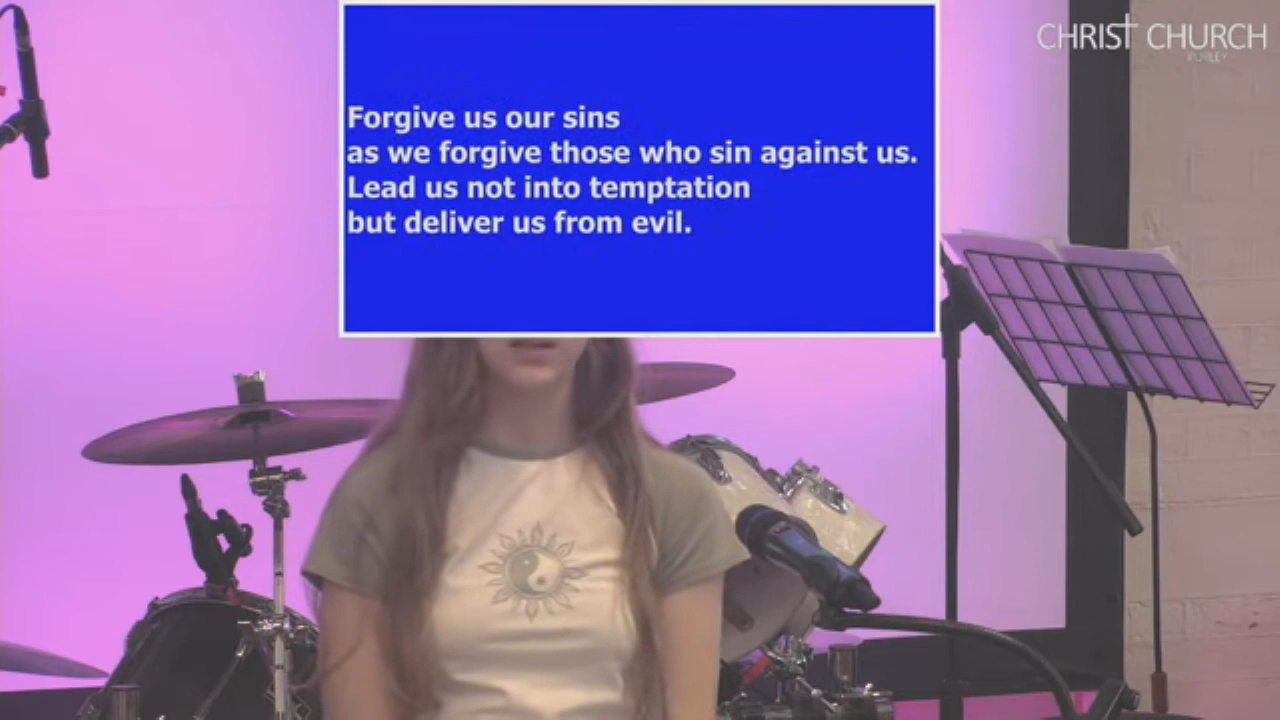 CHRIST CHURCH
PURLEY
Forgive us our sins
as we forgive those who sin against us.
Lead us not into temptation
but deliver us from evil.